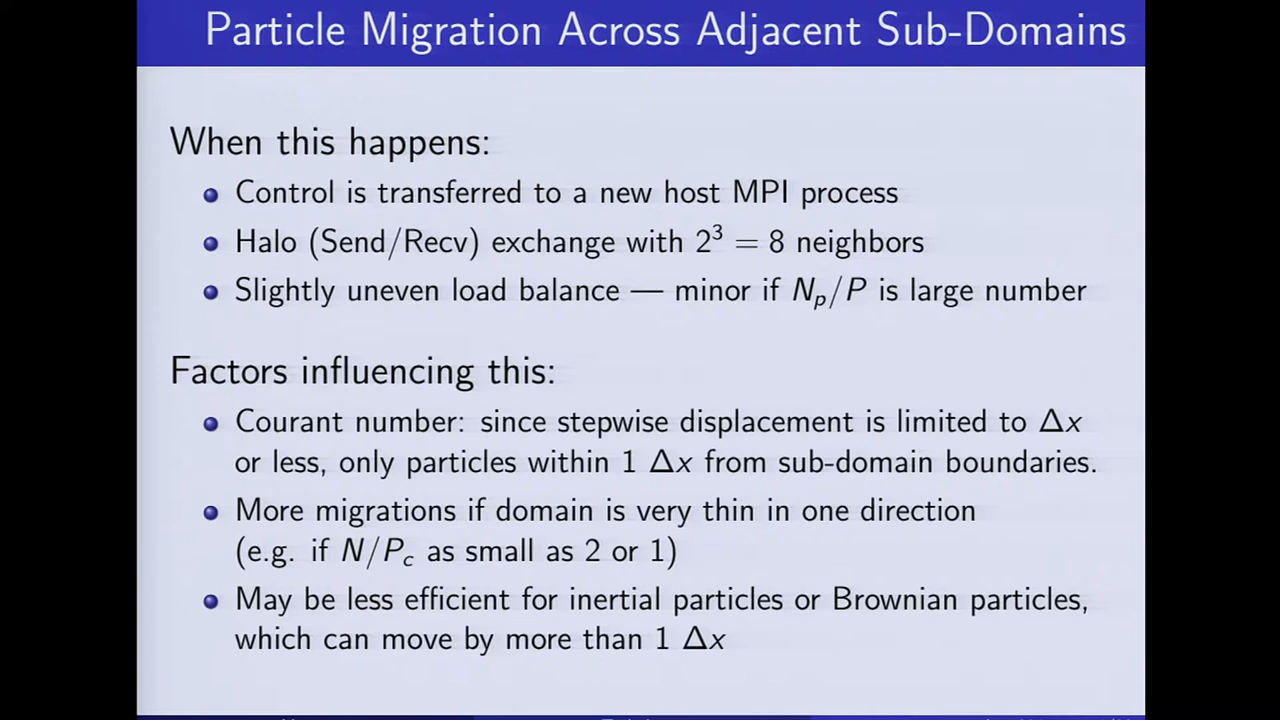 Particle Migration Across Adjacent Sub-Domains
When this happens:
Control is transferred to a new host MPI process
Halo (Send/Recv) exchange with 2³ = 8 neighbors
Slightly uneven load balance — minor if Nₚ/P is large number
Factors influencing this:
Courant number: since stepwise displacement is limited to Δx
or less, only particles within 1 Δx from sub-domain boundaries.
More migrations if domain is very thin in one direction
(e.g. if N/P_c as small as 2 or 1)
May be less efficient for inertial particles or Brownian particles,
which can move by more than 1 Δx